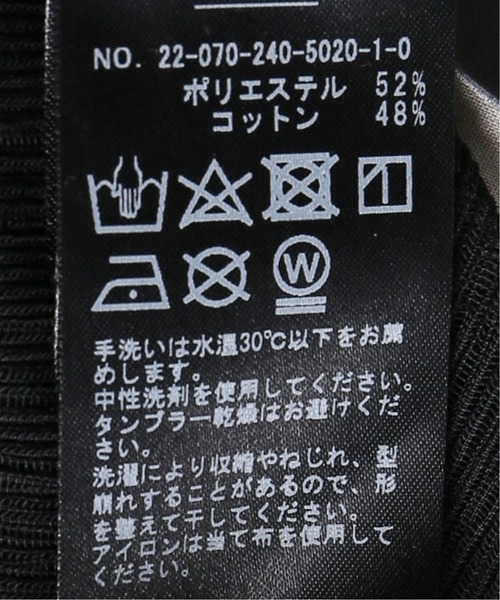 NO. 22-070-240-5020-1-0
ポリエステル 52%
コットン 48%
W
手洗いは水温30℃以下をお薦
めします。
中性洗剤を使用してください。
タンブラー乾燥はお避けくだ
さい。
洗濯により収縮やねじれ、型
崩れすることがあるので、形
を整えて干してください。
アイロンは当て布を使用して
ください。